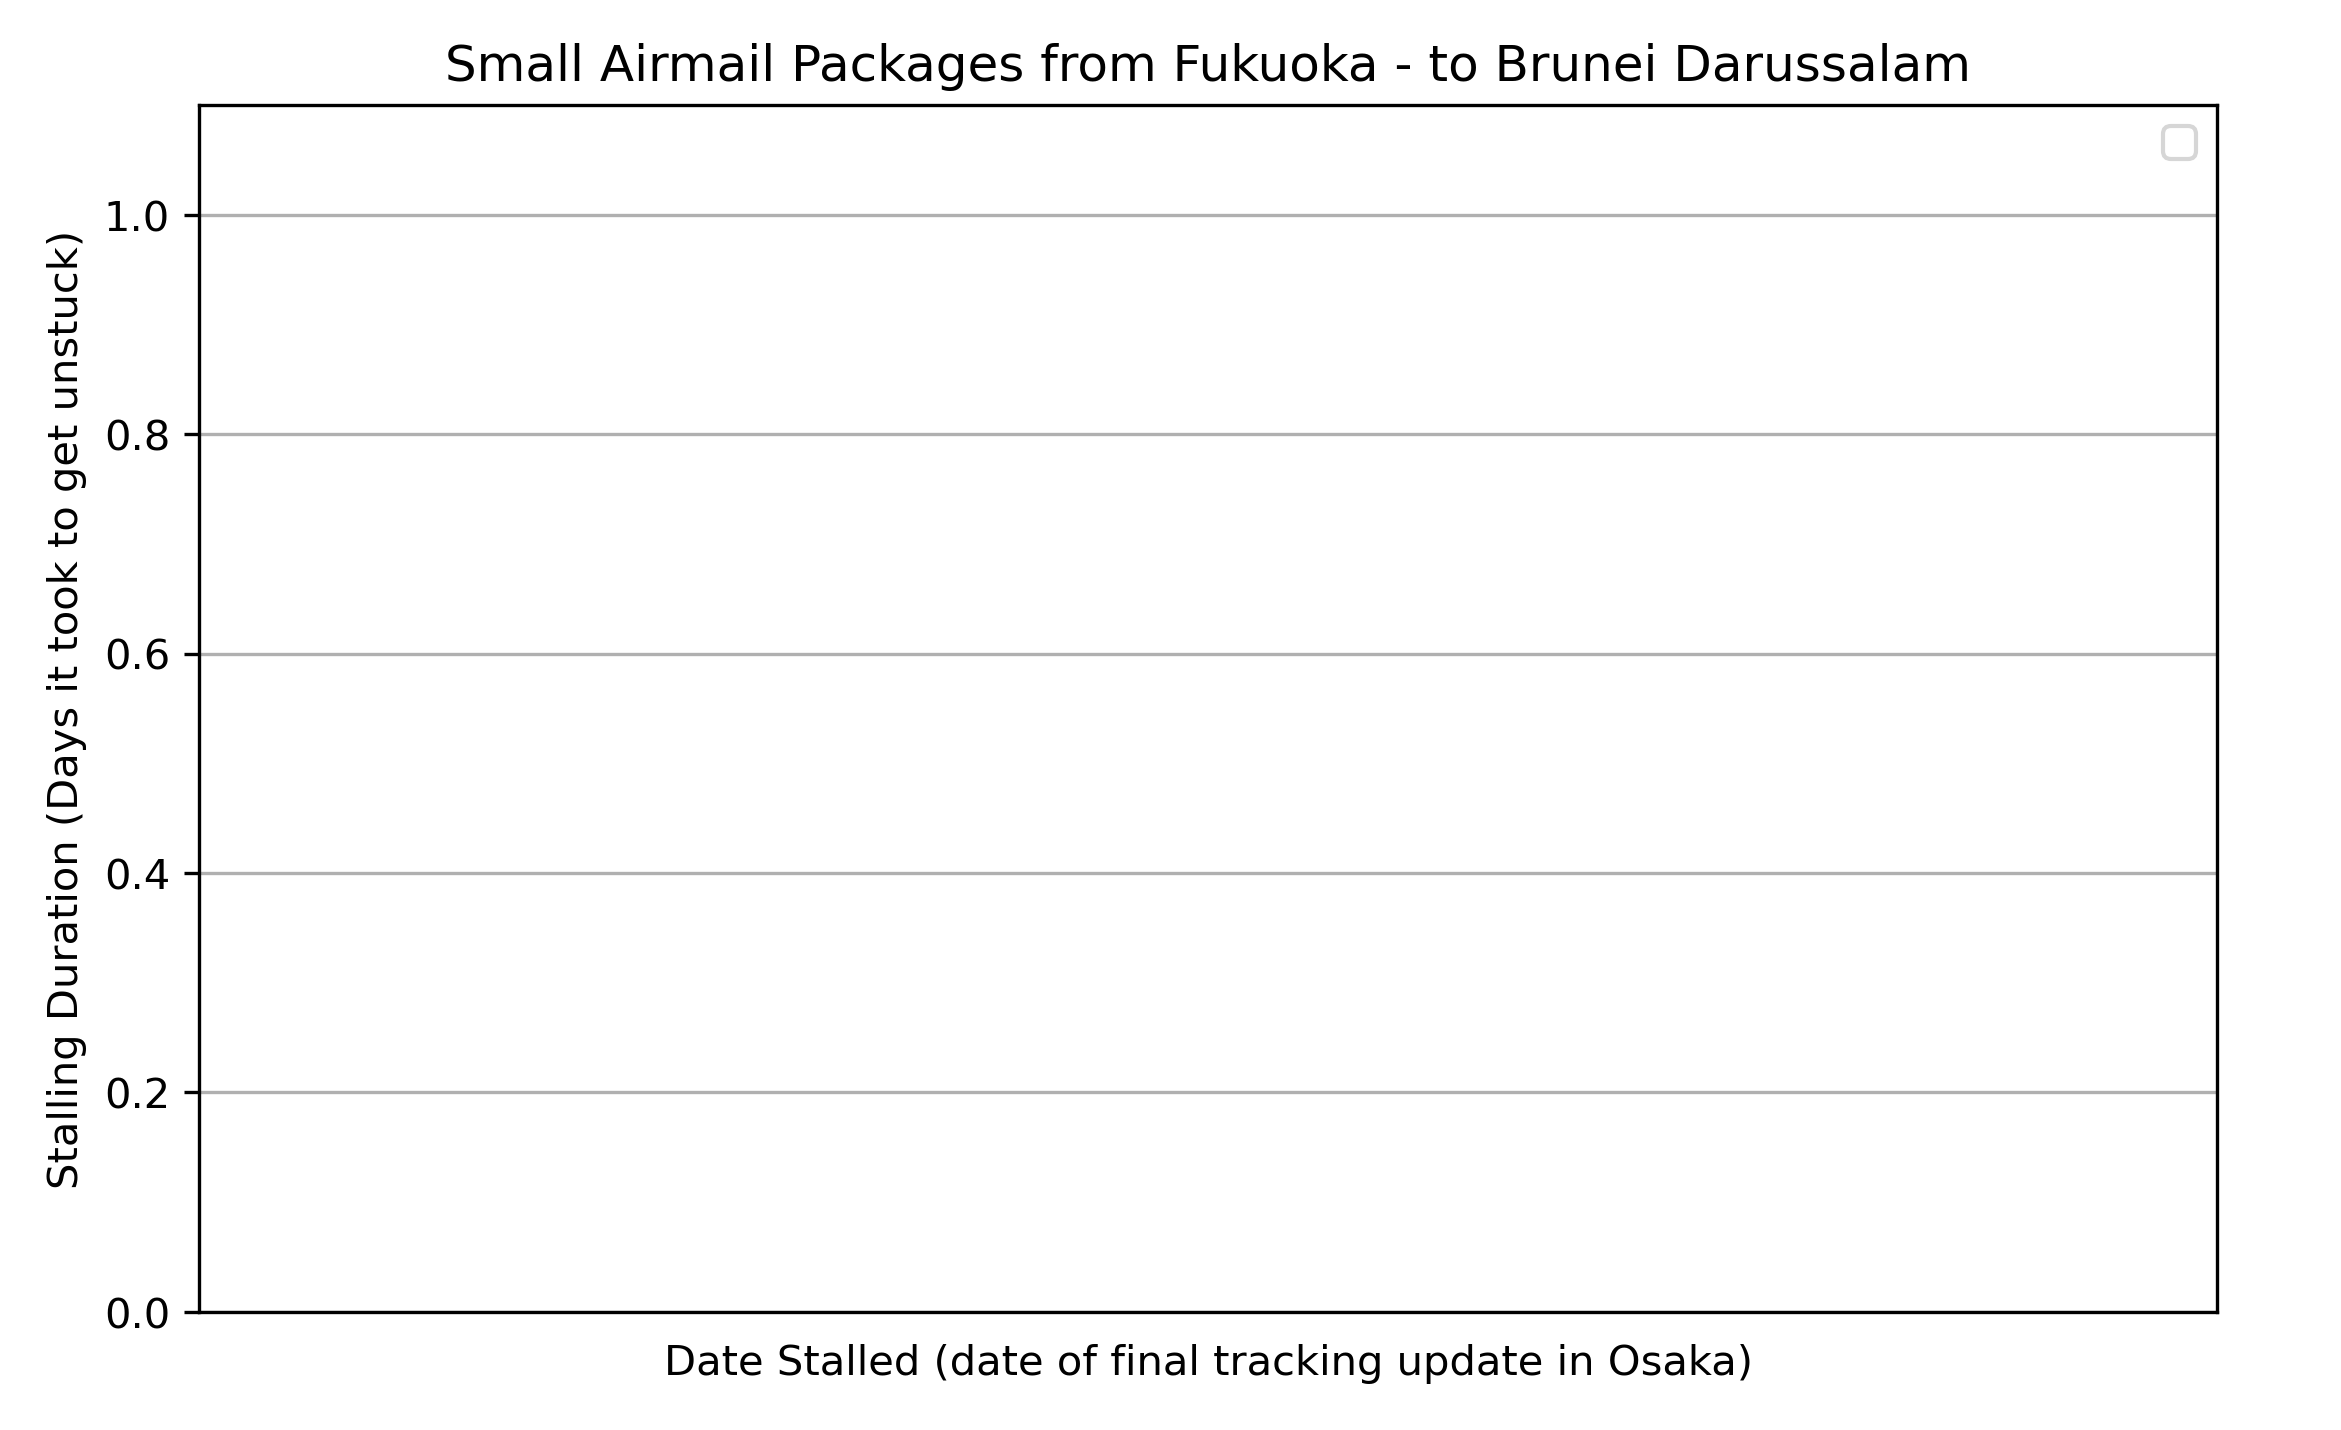 Small Airmail Packages from Fukuoka - to Brunei Darussalam
Stalling Duration (Days it took to get unstuck)
1.0
0.8
0.6
0.4
0.2
0.0
Date Stalled (date of final tracking update in Osaka)